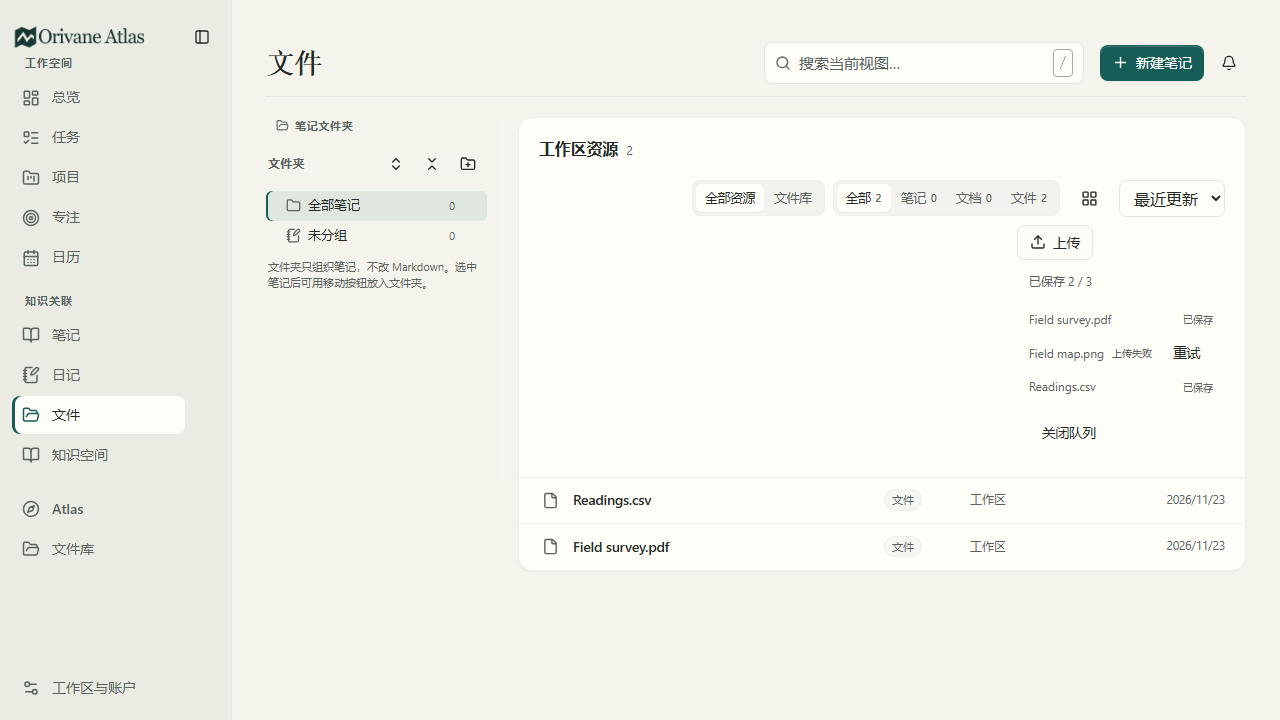 Orivane Atlas
工作空间
总览
任务
项目
专注
日历
知识关联
笔记
日记
文件
知识空间
Atlas
文件库
工作区与账户
文件
搜索当前视图... /
新建笔记
笔记文件夹
文件夹
全部笔记 0
未分组 0
文件夹只组织笔记，不改 Markdown。选中
笔记后可用移动按钮放入文件夹。
工作区资源 2
全部资源 文件库 全部 2 笔记 0 文档 0 文件 2 最近更新
上传
已保存 2 / 3
Field survey.pdf 已保存
Field map.png 上传失败 重试
Readings.csv 已保存
关闭队列
Readings.csv 文件 工作区 2026/11/23
Field survey.pdf 文件 工作区 2026/11/23